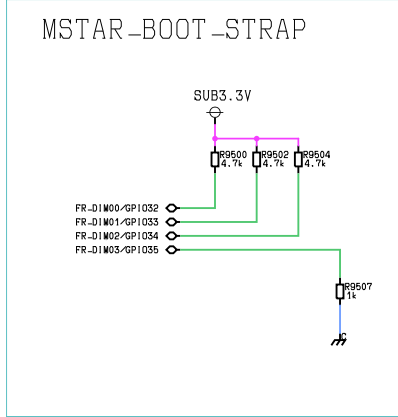 MSTAR_BOOT_STRAP
SUB3.3V
R9500 R9502 R9504
4.7k 4.7k 4.7k
FR-DIM00/GPIO32
FR-DIM01/GPIO33
FR-DIM02/GPIO34
FR-DIM03/GPIO35
R9507
1k
C